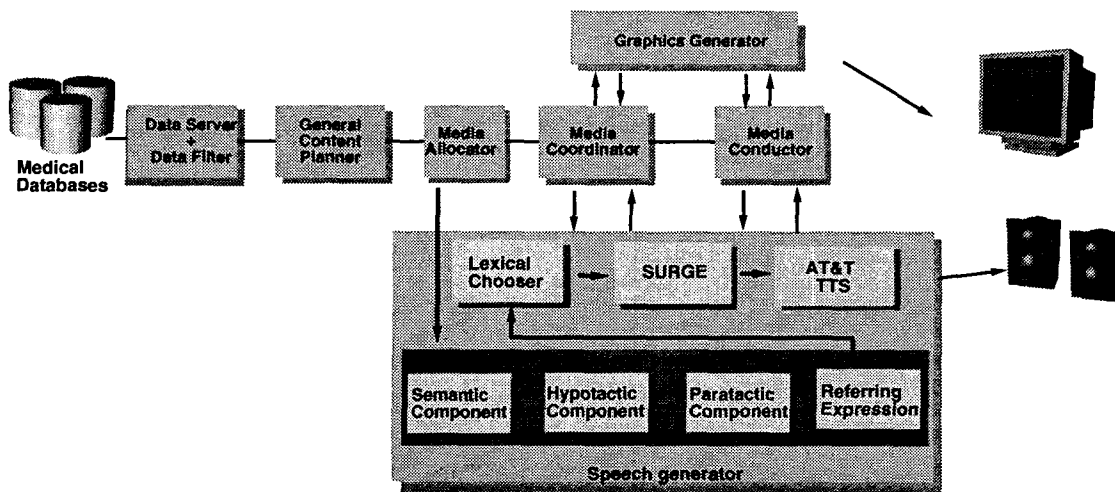 Graphics Generator
Medical
Databases
Data Server
+
Data Filter
General
Content
Planner
Media
Allocator
Media
Coordinator
Media
Conductor
Lexical
Chooser
SURGE
AT&T
TTS
Semantic
Component
Hypotactic
Component
Paratactic
Component
Referring
Expression
Speech generator